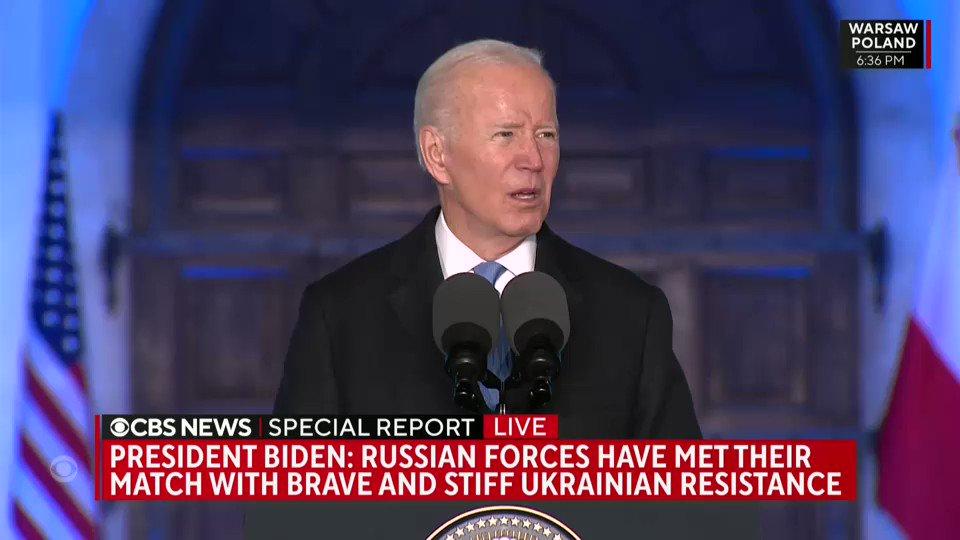 WARSAW
POLAND
6:36 PM
CBS NEWS SPECIAL REPORT LIVE
PRESIDENT BIDEN: RUSSIAN FORCES HAVE MET THEIR
MATCH WITH BRAVE AND STIFF UKRAINIAN RESISTANCE